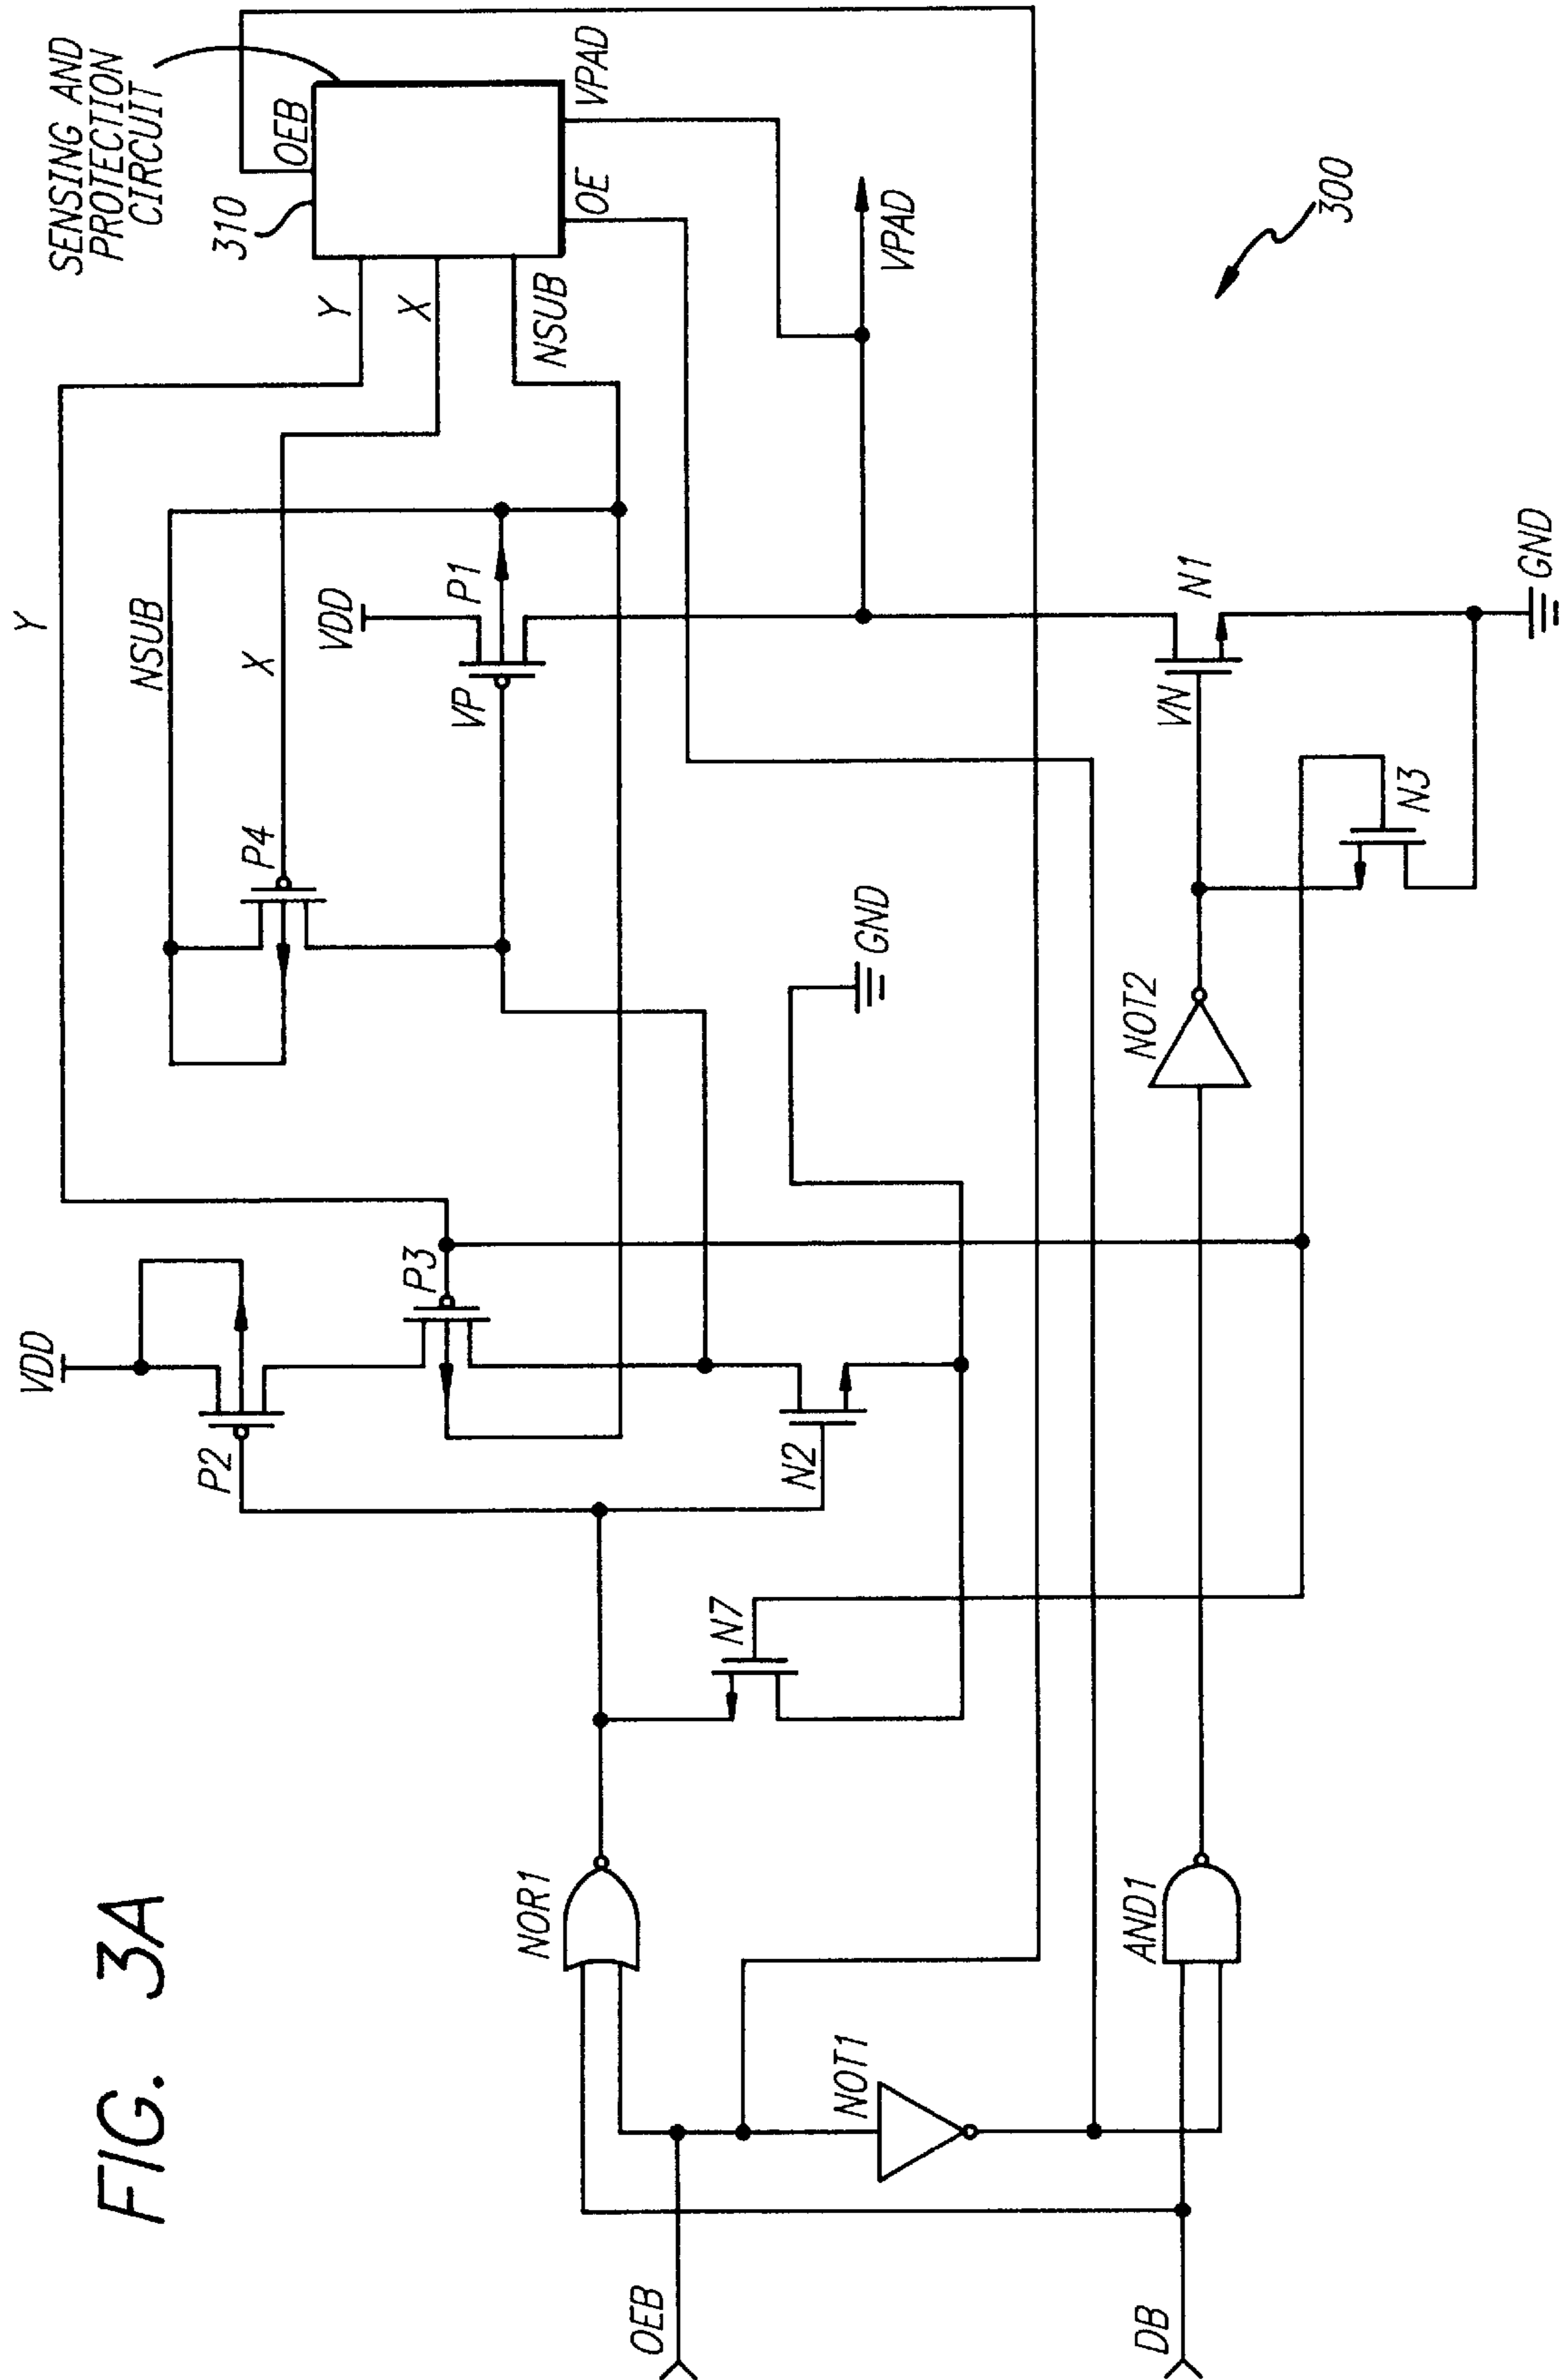 FIG. 3A
SENSING AND
PROTECTION
CIRCUIT
310
OEB
Y
X
NSUB
OE
VPAD
Y
NSUB
X
P4
VDD
P1
VP
VPAD
300
VDD
P2
P3
N2
GND
N7
NOR1
NOT1
AND1
NOT2
VN
N1
N3
GND
OEB
DB